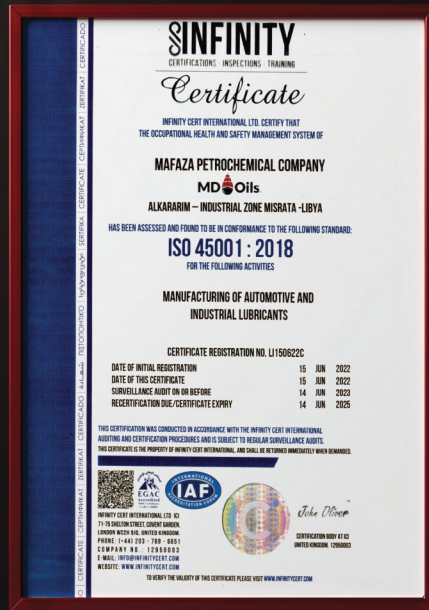 INFINITY
CERTIFICATIONS - INSPECTIONS - TRAINING
Certificate
INFINITY CERT INTERNATIONAL LTD. CERTIFY THAT
THE OCCUPATIONAL HEALTH AND SAFETY MANAGEMENT SYSTEM OF
MAFAZA PETROCHEMICAL COMPANY
MD Oils
ALKARARIM – INDUSTRIAL ZONE MISRATA -LIBYA
HAS BEEN ASSESSED AND FOUND TO BE IN CONFORMANCE TO THE FOLLOWING STANDARD:
ISO 45001 : 2018
FOR THE FOLLOWING ACTIVITIES
MANUFACTURING OF AUTOMOTIVE AND
INDUSTRIAL LUBRICANTS
CERTIFICATE REGISTRATION NO. LI150622C
DATE OF INITIAL REGISTRATION 15 JUN 2022
DATE OF THIS CERTIFICATE 15 JUN 2022
SURVEILLANCE AUDIT ON OR BEFORE 14 JUN 2023
RECERTIFICATION DUE/CERTIFICATE EXPIRY 14 JUN 2025
THIS CERTIFICATION WAS CONDUCTED IN ACCORDANCE WITH THE INFINITY CERT INTERNATIONAL
AUDITING AND CERTIFICATION PROCEDURES AND IS SUBJECT TO REGULAR SURVEILLANCE AUDITS.
THIS CERTIFICATE IS THE PROPERTY OF INFINITY CERT INTERNATIONAL, AND SHALL BE RETURNED IMMEDIATELY WHEN DEMANDED.
EGAC
Accredited
INTERNATIONAL
IAF
ACCREDITATION FORUM
INFINITY CERT INTERNATIONAL LTD ICI
71-75 SHELTON STREET, COVENT GARDEN,
LONDON WC2H 9JQ, UNITED KINGDOM.
PHONE: (+44) 203 - 769 - 6651
COMPANY NO.: 12950003
E-MAIL: INFO@INFINITYCERT.COM
WEBSITE: WWW.INFINITYCERT.COM
John Oliver
CERTIFICATION BODY AT ICI
UNITED KINGDOM. 12950003
TO VERIFY THE VALIDITY OF THIS CERTIFICATE PLEASE VISIT WWW.INFINITYCERT.COM